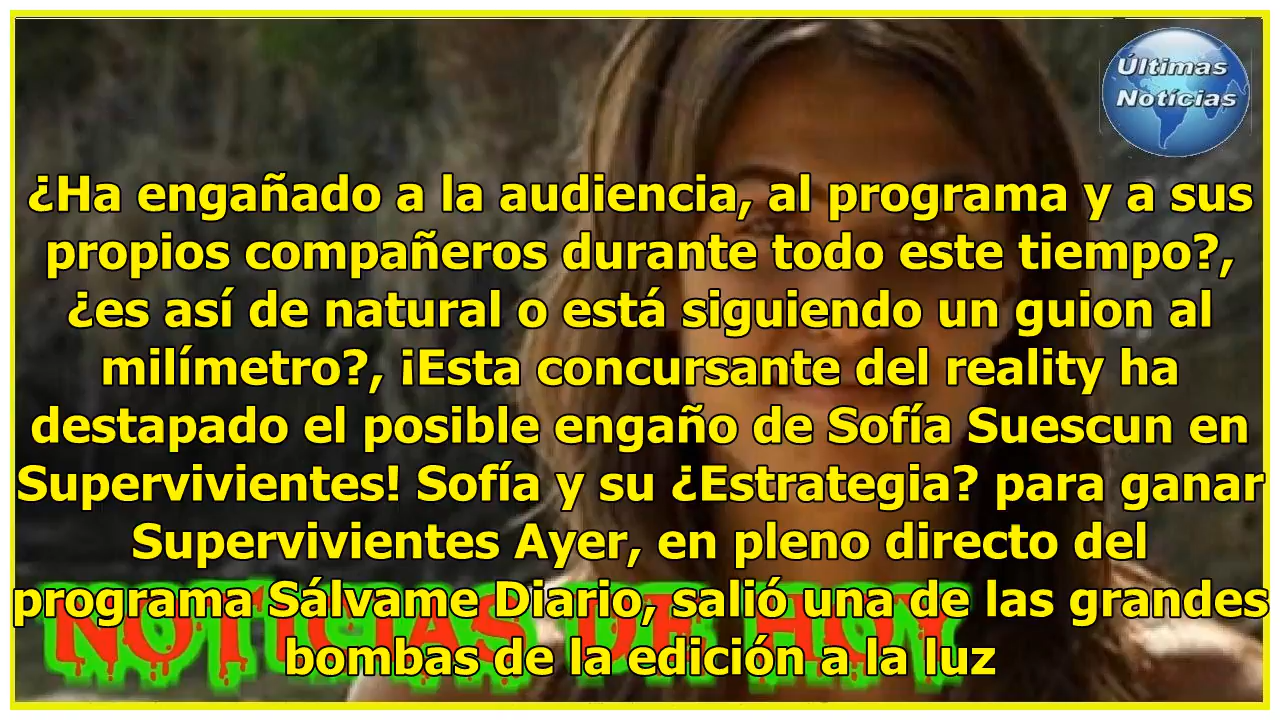 Últimas
Notícias
¿Ha engañado a la audiencia, al programa y a sus
propios compañeros durante todo este tiempo?,
¿es así de natural o está siguiendo un guion al
milímetro?, ¡Esta concursante del reality ha
destapado el posible engaño de Sofía Suescun en
Supervivientes! Sofía y su ¿Estrategia? para ganar
Supervivientes Ayer, en pleno directo del
programa Sálvame Diario, salió una de las grandes
NOTICIAS DE HOY
bombas de la edición a la luz